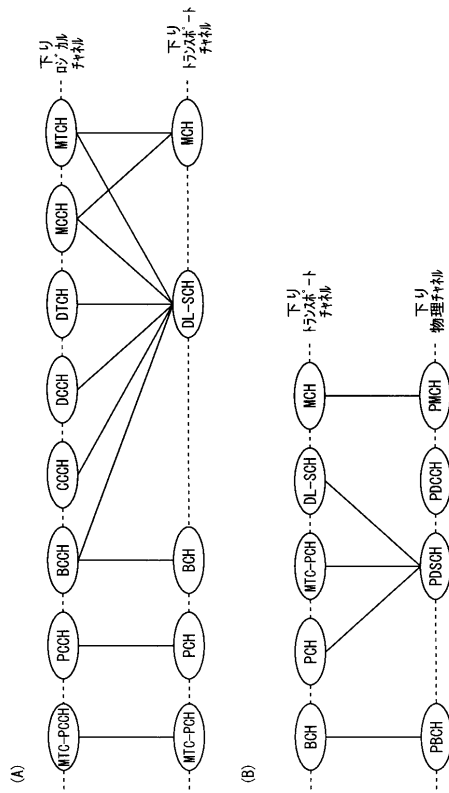 (A)
MTC-PCCH
PCCH
BCCH
CCCH
DCCH
DTCH
MCCH
MTCH
下り
ロジカル
チャネル
MTC-PCH
PCH
BCH
DL-SCH
MCH
下り
トランスポート
チャネル
(B)
BCH
PCH
MTC-PCH
DL-SCH
MCH
下り
トランスポート
チャネル
PBCH
PDSCH
PDCCH
PMCH
下り
物理チャネル